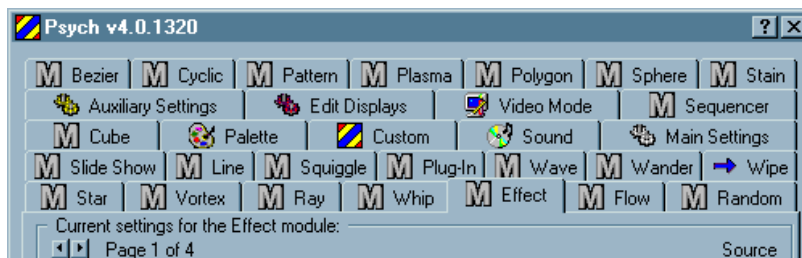 Psych v4.0.1320
Bezier Cyclic Pattern Plasma Polygon Sphere Stain
Auxiliary Settings Edit Displays Video Mode Sequencer
Cube Palette Custom Sound Main Settings
Slide Show Line Squiggle Plug-In Wave Wander Wipe
Star Vortex Ray Whip Effect Flow Random
Current settings for the Effect module:
Page 1 of 4 Source